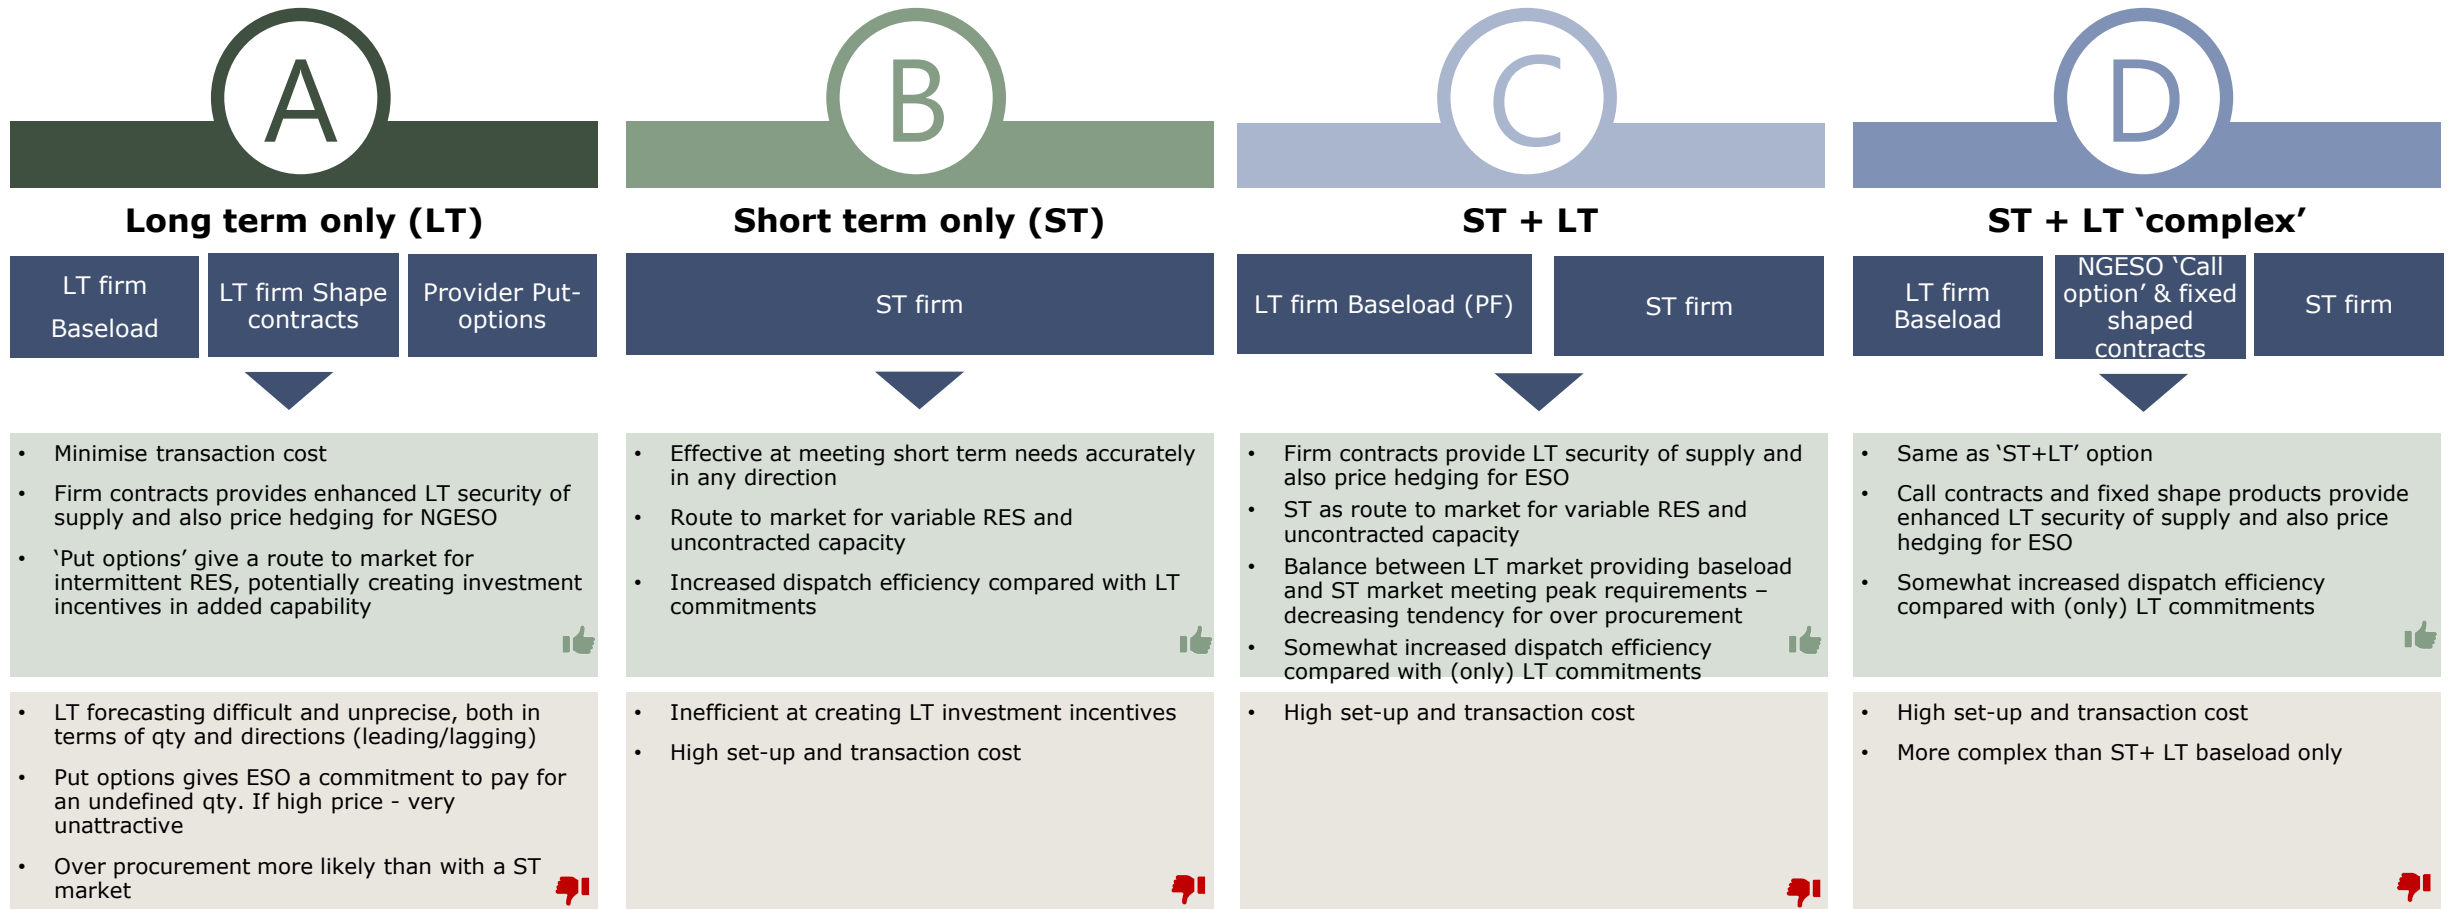 A
Long term only (LT)
LT firm
Baseload
LT firm Shape
contracts
Provider Put-
options
• Minimise transaction cost
• Firm contracts provides enhanced LT security of
supply and also price hedging for NGESO
• ‘Put options’ give a route to market for
intermittent RES, potentially creating investment
incentives in added capability
• LT forecasting difficult and unprecise, both in
terms of qty and directions (leading/lagging)
• Put options gives ESO a commitment to pay for
an undefined qty. If high price - very
unattractive
• Over procurement more likely than with a ST
market
B
Short term only (ST)
ST firm
• Effective at meeting short term needs accurately
in any direction
• Route to market for variable RES and
uncontracted capacity
• Increased dispatch efficiency compared with LT
commitments
• Inefficient at creating LT investment incentives
• High set-up and transaction cost
C
ST + LT
LT firm Baseload (PF)
ST firm
• Firm contracts provide LT security of supply and
also price hedging for ESO
• ST as route to market for variable RES and
uncontracted capacity
• Balance between LT market providing baseload
and ST market meeting peak requirements –
decreasing tendency for over procurement
• Somewhat increased dispatch efficiency
compared with (only) LT commitments
• High set-up and transaction cost
D
ST + LT ‘complex’
LT firm
Baseload
NGESO ‘Call
option’ & fixed
shaped
contracts
ST firm
• Same as ‘ST+LT’ option
• Call contracts and fixed shape products provide
enhanced LT security of supply and also price
hedging for ESO
• Somewhat increased dispatch efficiency
compared with (only) LT commitments
• High set-up and transaction cost
• More complex than ST+ LT baseload only